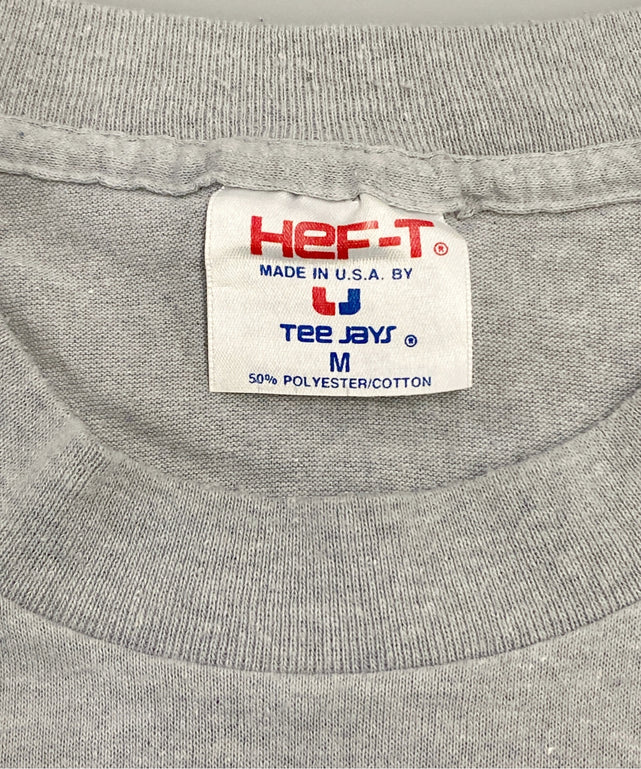 HeF-T®
MADE IN U.S.A. BY
Tee Jays ®
M
50% POLYESTER/COTTON